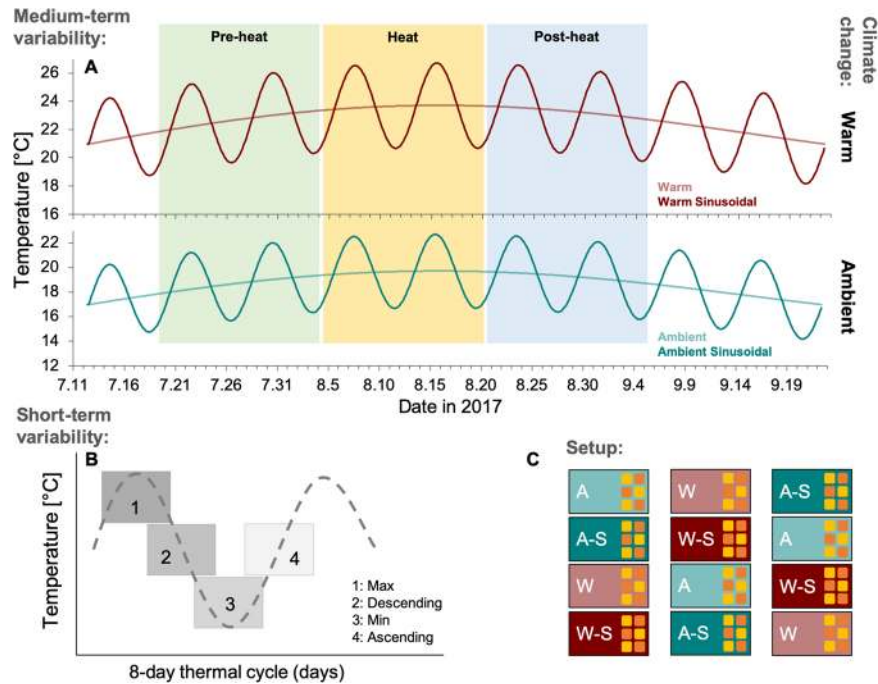 Medium-term
variability:
Pre-heat
Heat
Post-heat
Climate
change:
A
26
24
22
20
18
16
Warm
Warm
Warm Sinusoidal
Temperature [°C]
22
20
18
16
14
12
Ambient
Ambient
Ambient Sinusoidal
7.11 7.16 7.21 7.26 7.31 8.5 8.10 8.15 8.20 8.25 8.30 9.4 9.9 9.14 9.19
Date in 2017
Short-term
variability:
B
Temperature [°C]
1
2
3
4
1: Max
2: Descending
3: Min
4: Ascending
8-day thermal cycle (days)
C
Setup:
A W A-S
A-S W-S A
W A W-S
W-S A-S W